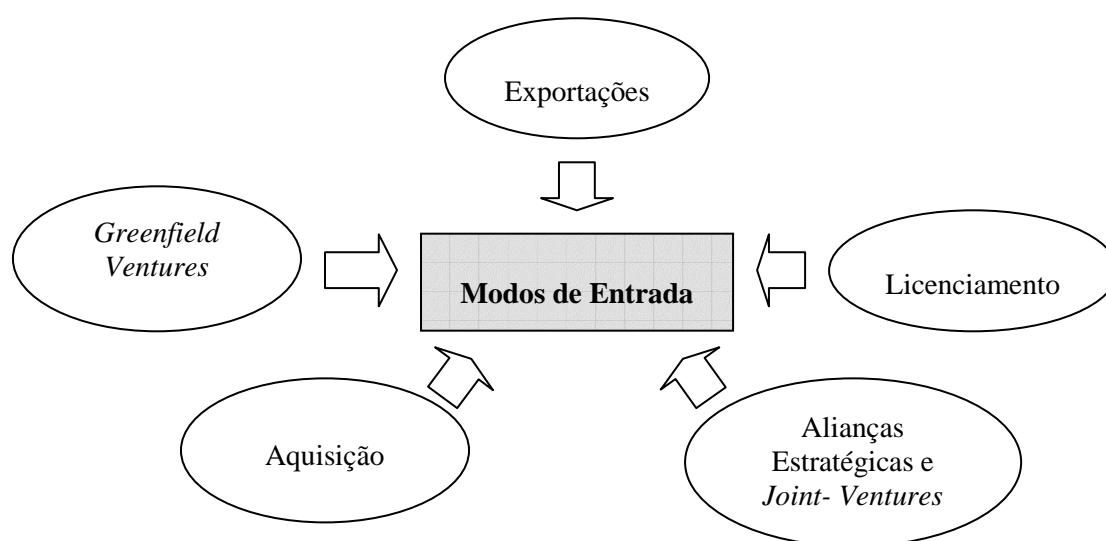 Exportações
Greenfield
Ventures
Modos de Entrada
Licenciamento
Aquisição
Alianças
Estratégicas e
Joint- Ventures